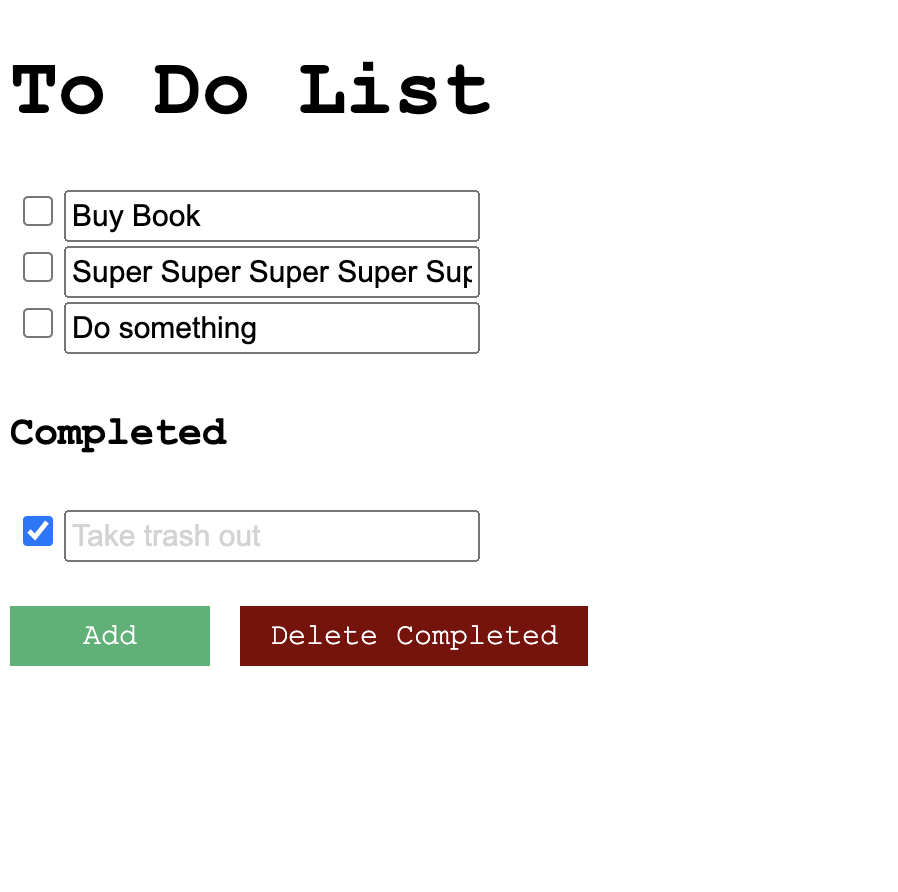 To Do List
Buy Book
Super Super Super Super Sup
Do something
Completed
Take trash out
Add
Delete Completed